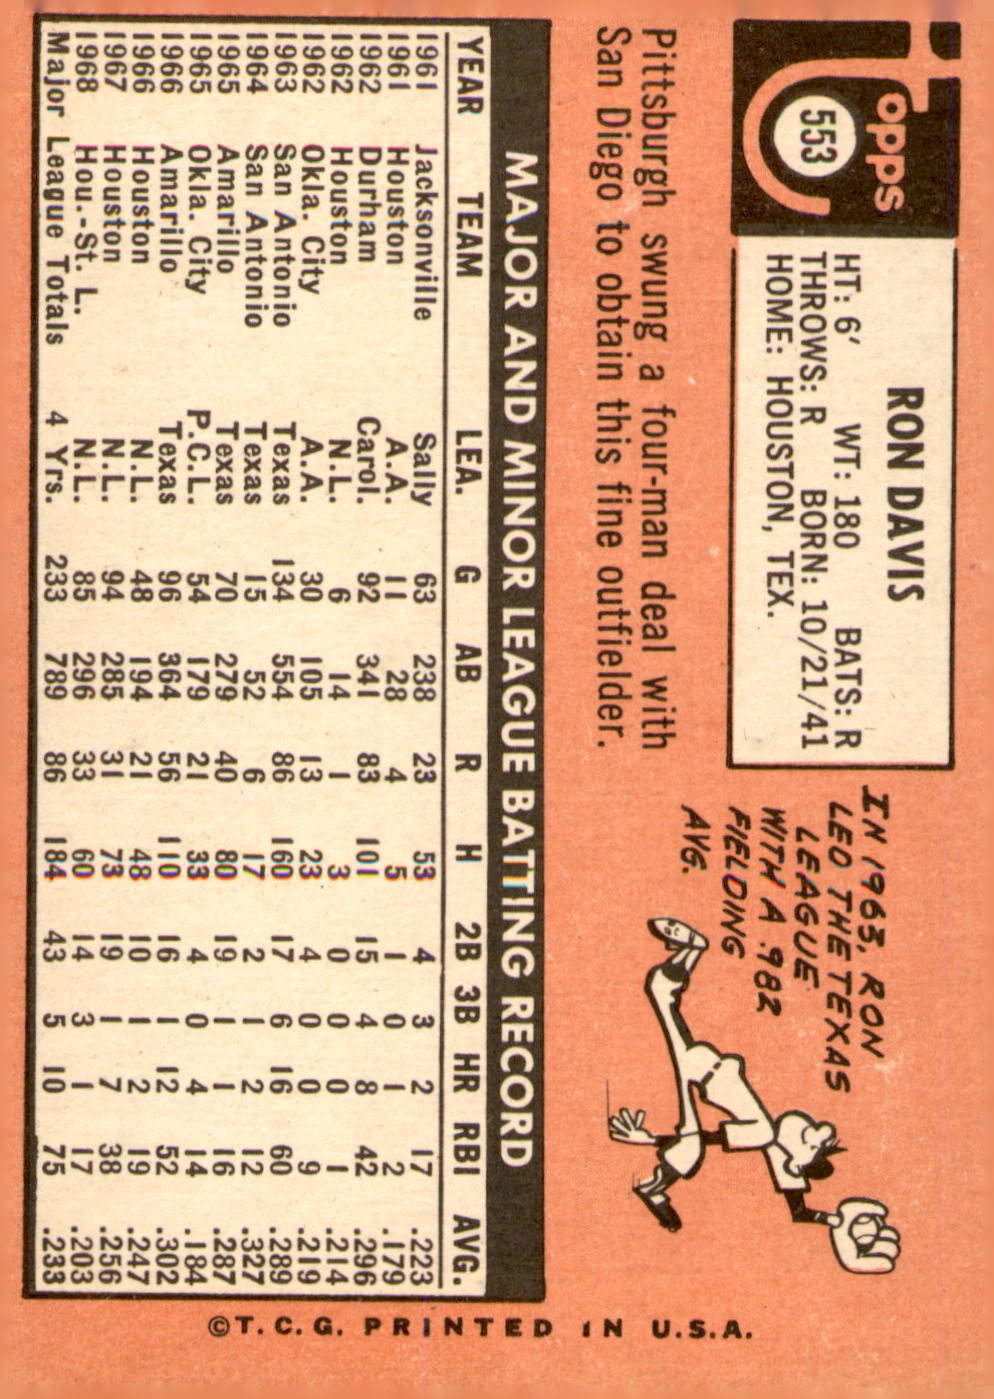 Topps
553
RON DAVIS
HT: 6' WT: 180 BATS: R
THROWS: R BORN: 10/21/41
HOME: HOUSTON, TEX.
IN 1963, RON
LED THE TEXAS
LEAGUE
WITH A .982
FIELDING
AVG.
Pittsburgh swung a four-man deal with
San Diego to obtain this fine outfielder.
MAJOR AND MINOR LEAGUE BATTING RECORD
YEAR TEAM LEA. G AB R H 2B 3B HR RBI AVG.
1961 Jacksonville Sally 63 238 23 53 4 3 2 17 .223
1961 Houston A.A. 11 28 4 5 1 0 1 2 .179
1962 Durham Carol. 92 341 83 101 15 4 8 42 .296
1962 Houston N.L. 6 14 1 3 0 0 0 1 .214
1962 Okla. City A.A. 30 105 13 23 4 0 0 9 .219
1963 San Antonio Texas 134 554 86 160 17 6 16 60 .289
1964 San Antonio Texas 15 52 6 17 2 1 2 12 .327
1965 Amarillo Texas 70 279 40 80 19 1 1 16 .287
1965 Okla. City P.C.L. 54 179 21 33 4 0 4 14 .184
1966 Amarillo Texas 96 364 56 110 16 1 12 52 .302
1966 Houston N.L. 48 194 21 48 10 1 2 19 .247
1967 Houston N.L. 94 285 31 73 19 1 7 38 .256
1968 Hou.-St. L. N.L. 85 296 33 60 14 3 1 17 .203
Major League Totals 4 Yrs. 233 789 86 184 43 5 10 75 .233
©T.C.G. PRINTED IN U.S.A.